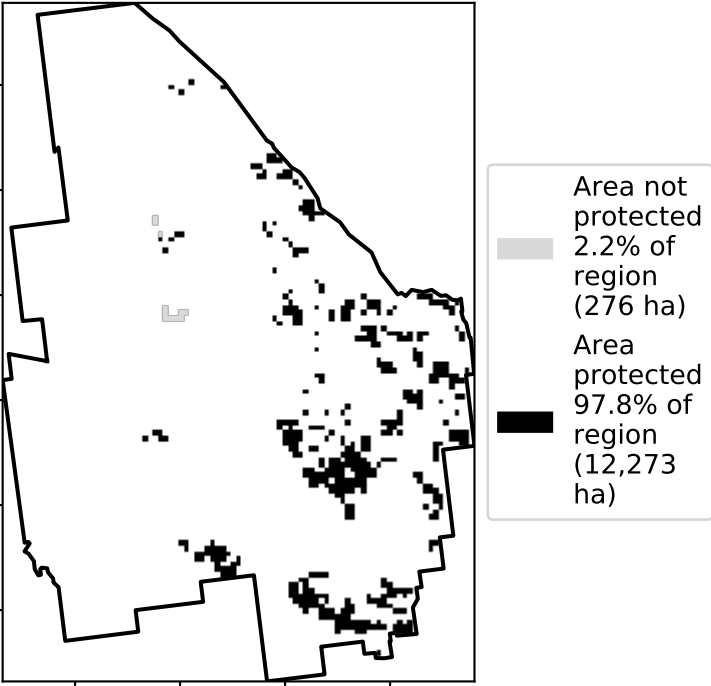 Area not
protected
2.2% of
region
(276 ha)
Area
protected
97.8% of
region
(12,273
ha)